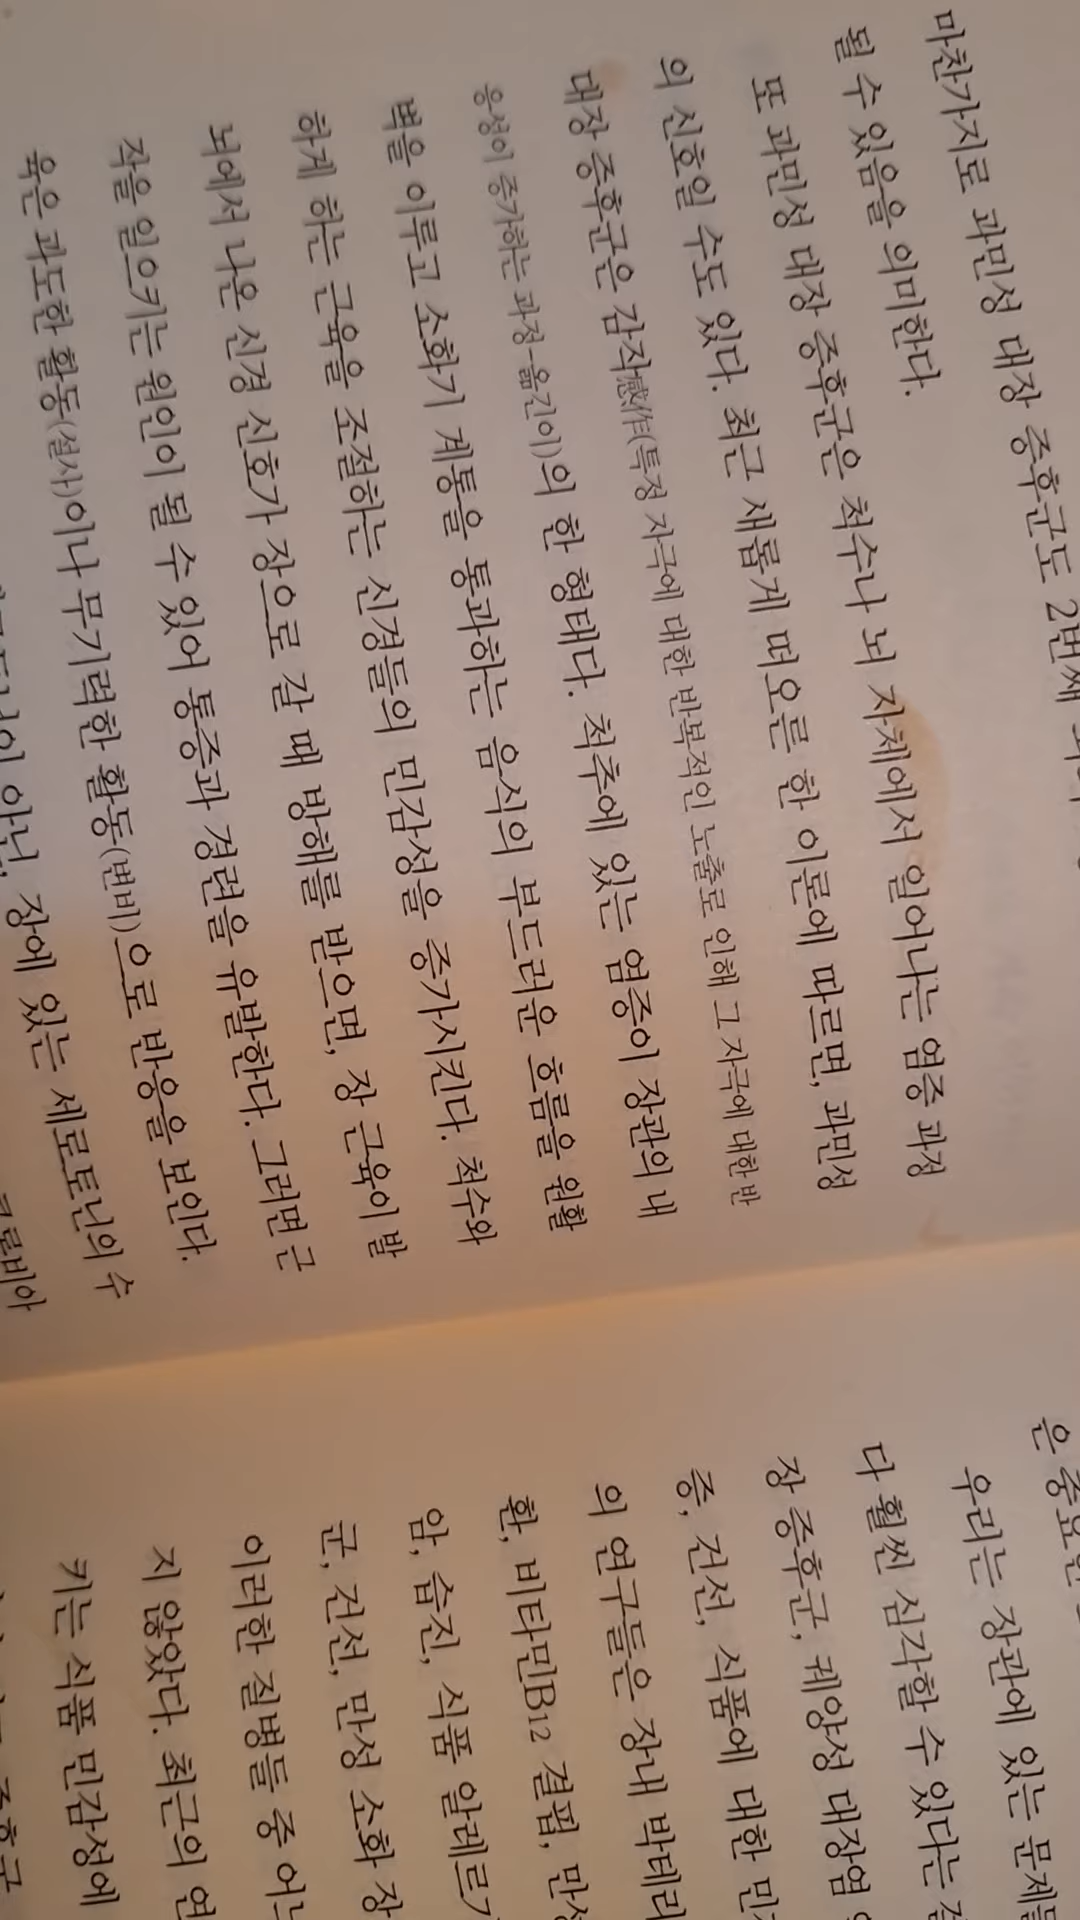 마찬가지로 과민성 대장 증후군도 2번째
될 수 있음을 의미한다.
또 과민성 대장 증후군은 척수나 뇌 자체에서 일어나는 염증 과정
의 신호일 수도 있다. 최근 새롭게 떠오른 한 이론에 따르면, 과민성
대장 증후군은 감작感作(특정 자극에 대한 반복적인 노출로 인해 그 자극에 대한 반
응성이 증가하는 과정-옮긴이)의 한 형태다. 척추에 있는 염증이 장관의 내
벽을 이루고 소화기 계통을 통과하는 음식의 부드러운 흐름을 원활
하게 하는 근육을 조절하는 신경들의 민감성을 증가시킨다. 척수와
뇌에서 나온 신경 신호가 장으로 갈 때 방해를 받으면, 장 근육이 발
작을 일으키는 원인이 될 수 있어 통증과 경련을 유발한다. 그러면 근
육은 과도한 활동(설사)이나 무기력한 활동(변비)으로 반응을 보인다.
아닌, 장에 있는 세로토닌의 수
은 중요한
우리는 장관에 있는 문제들
다 훨씬 심각할 수 있다는
장 증후군, 궤양성 대장염
증, 건선, 식품에 대한
의 연구들은 장내 박테리
환, 비타민B12 결핍, 만성
암, 습진, 식품 알레르기
군, 건선, 만성 소화 장
이러한 질병들 중 어느
지 않았다. 최근의 연
키는 식품 민감성에